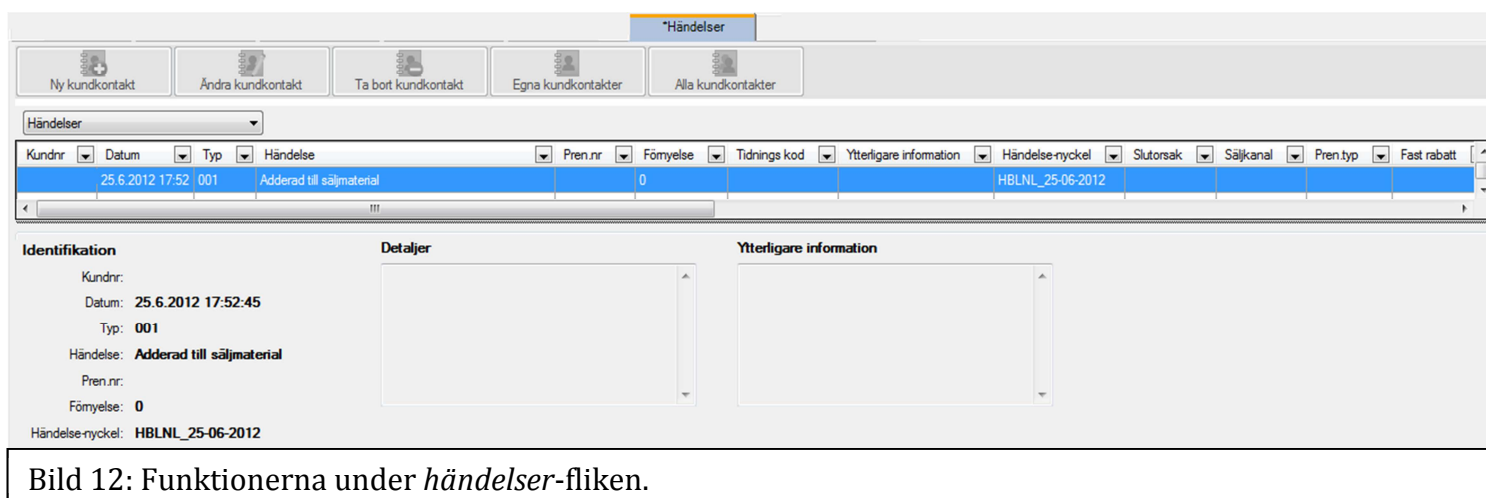 *Händelser
Ny kundkontakt Ändra kundkontakt Ta bort kundkontakt Egna kundkontakter Alla kundkontakter
Händelser
Kundnr Datum Typ Händelse Pren.nr Förnyelse Tidnings kod Ytterligare information Händelse-nyckel Slutorsak Säljkanal Pren.typ Fast rabatt
25.6.2012 17:52 001 Adderad till säljmaterial 0 HBLNL_25-06-2012
Identifikation Detaljer Ytterligare information
Kundnr:
Datum: 25.6.2012 17:52:45
Typ: 001
Händelse: Adderad till säljmaterial
Pren.nr:
Förnyelse: 0
Händelse-nyckel: HBLNL_25-06-2012
Bild 12: Funktionerna under händelser-fliken.